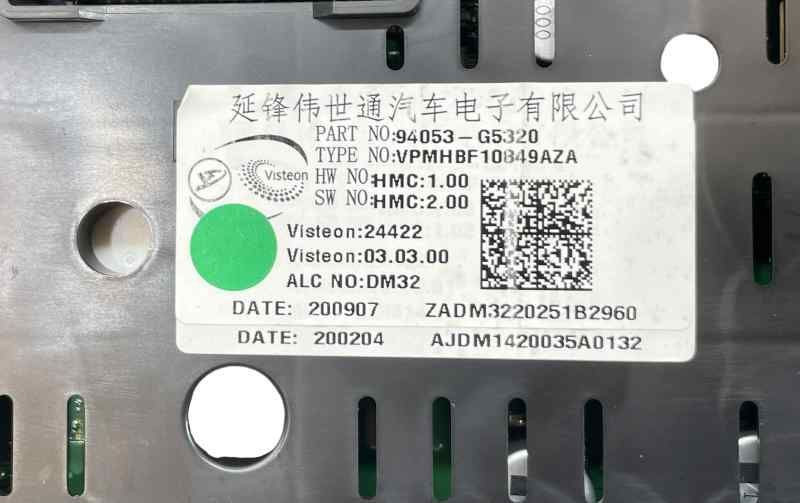 延锋伟世通汽车电子有限公司
PART NO:94053-G5320
TYPE NO:VPMHBF10849AZA
Visteon
HW NO:HMC:1.00
SW NO:HMC:2.00
Visteon:24422
Visteon:03.03.00
ALC NO:DM32
DATE: 200907 ZADM3220251B2960
DATE: 200204 AJDM1420035A0132